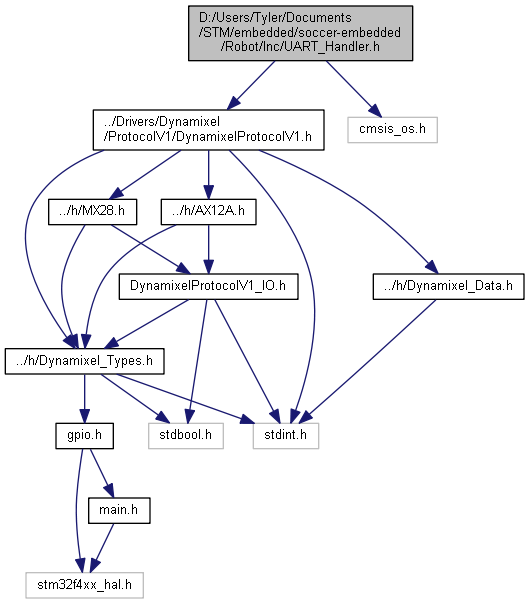 D:/Users/Tyler/Documents
/STM/embedded/soccer-embedded
/Robot/Inc/UART_Handler.h
../Drivers/Dynamixel
/ProtocolV1/DynamixelProtocolV1.h
cmsis_os.h
../h/MX28.h
../h/AX12A.h
DynamixelProtocolV1_IO.h
../h/Dynamixel_Data.h
../h/Dynamixel_Types.h
gpio.h
stdbool.h
stdint.h
main.h
stm32f4xx_hal.h